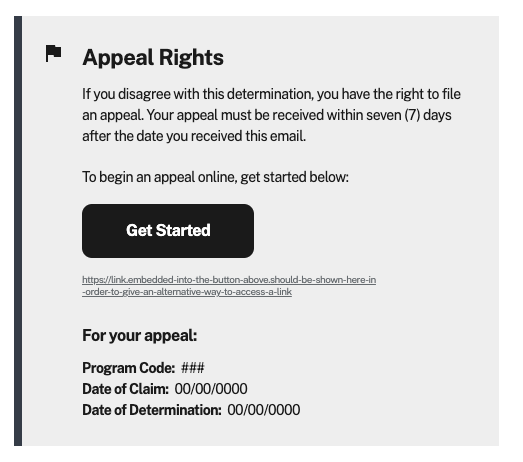 Appeal Rights
If you disagree with this determination, you have the right to file
an appeal. Your appeal must be received within seven (7) days
after the date you received this email.
To begin an appeal online, get started below:
Get Started
https://link.embedded-into-the-button-above.should-be-shown-here-in
-order-to-give-an-alternative-way-to-access-a-link
For your appeal:
Program Code: ###
Date of Claim: 00/00/0000
Date of Determination: 00/00/0000